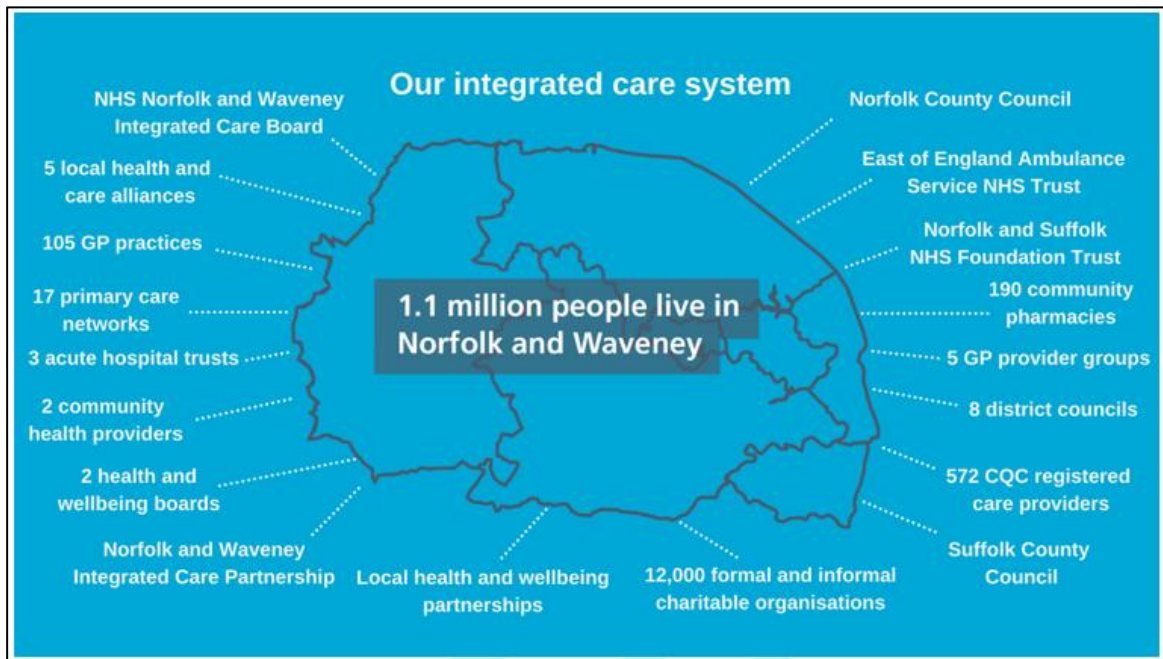 Our integrated care system
NHS Norfolk and Waveney
Integrated Care Board
5 local health and
care alliances
105 GP practices
17 primary care
networks
3 acute hospital trusts
2 community
health providers
2 health and
wellbeing boards
Norfolk and Waveney
Integrated Care Partnership
Local health and wellbeing
partnerships
12,000 formal and informal
charitable organisations
1.1 million people live in
Norfolk and Waveney
Norfolk County Council
East of England Ambulance
Service NHS Trust
Norfolk and Suffolk
NHS Foundation Trust
190 community
pharmacies
5 GP provider groups
8 district councils
572 CQC registered
care providers
Suffolk County
Council